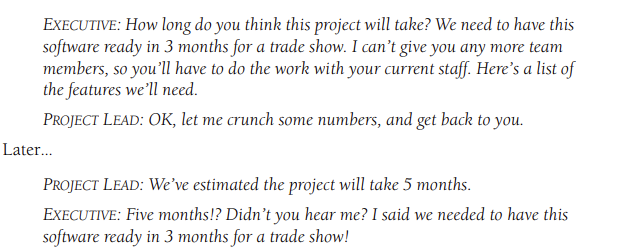 EXECUTIVE: How long do you think this project will take? We need to have this
software ready in 3 months for a trade show. I can’t give you any more team
members, so you’ll have to do the work with your current staff. Here’s a list of
the features we’ll need.
PROJECT LEAD: OK, let me crunch some numbers, and get back to you.
Later...
PROJECT LEAD: We’ve estimated the project will take 5 months.
EXECUTIVE: Five months!? Didn’t you hear me? I said we needed to have this
software ready in 3 months for a trade show!